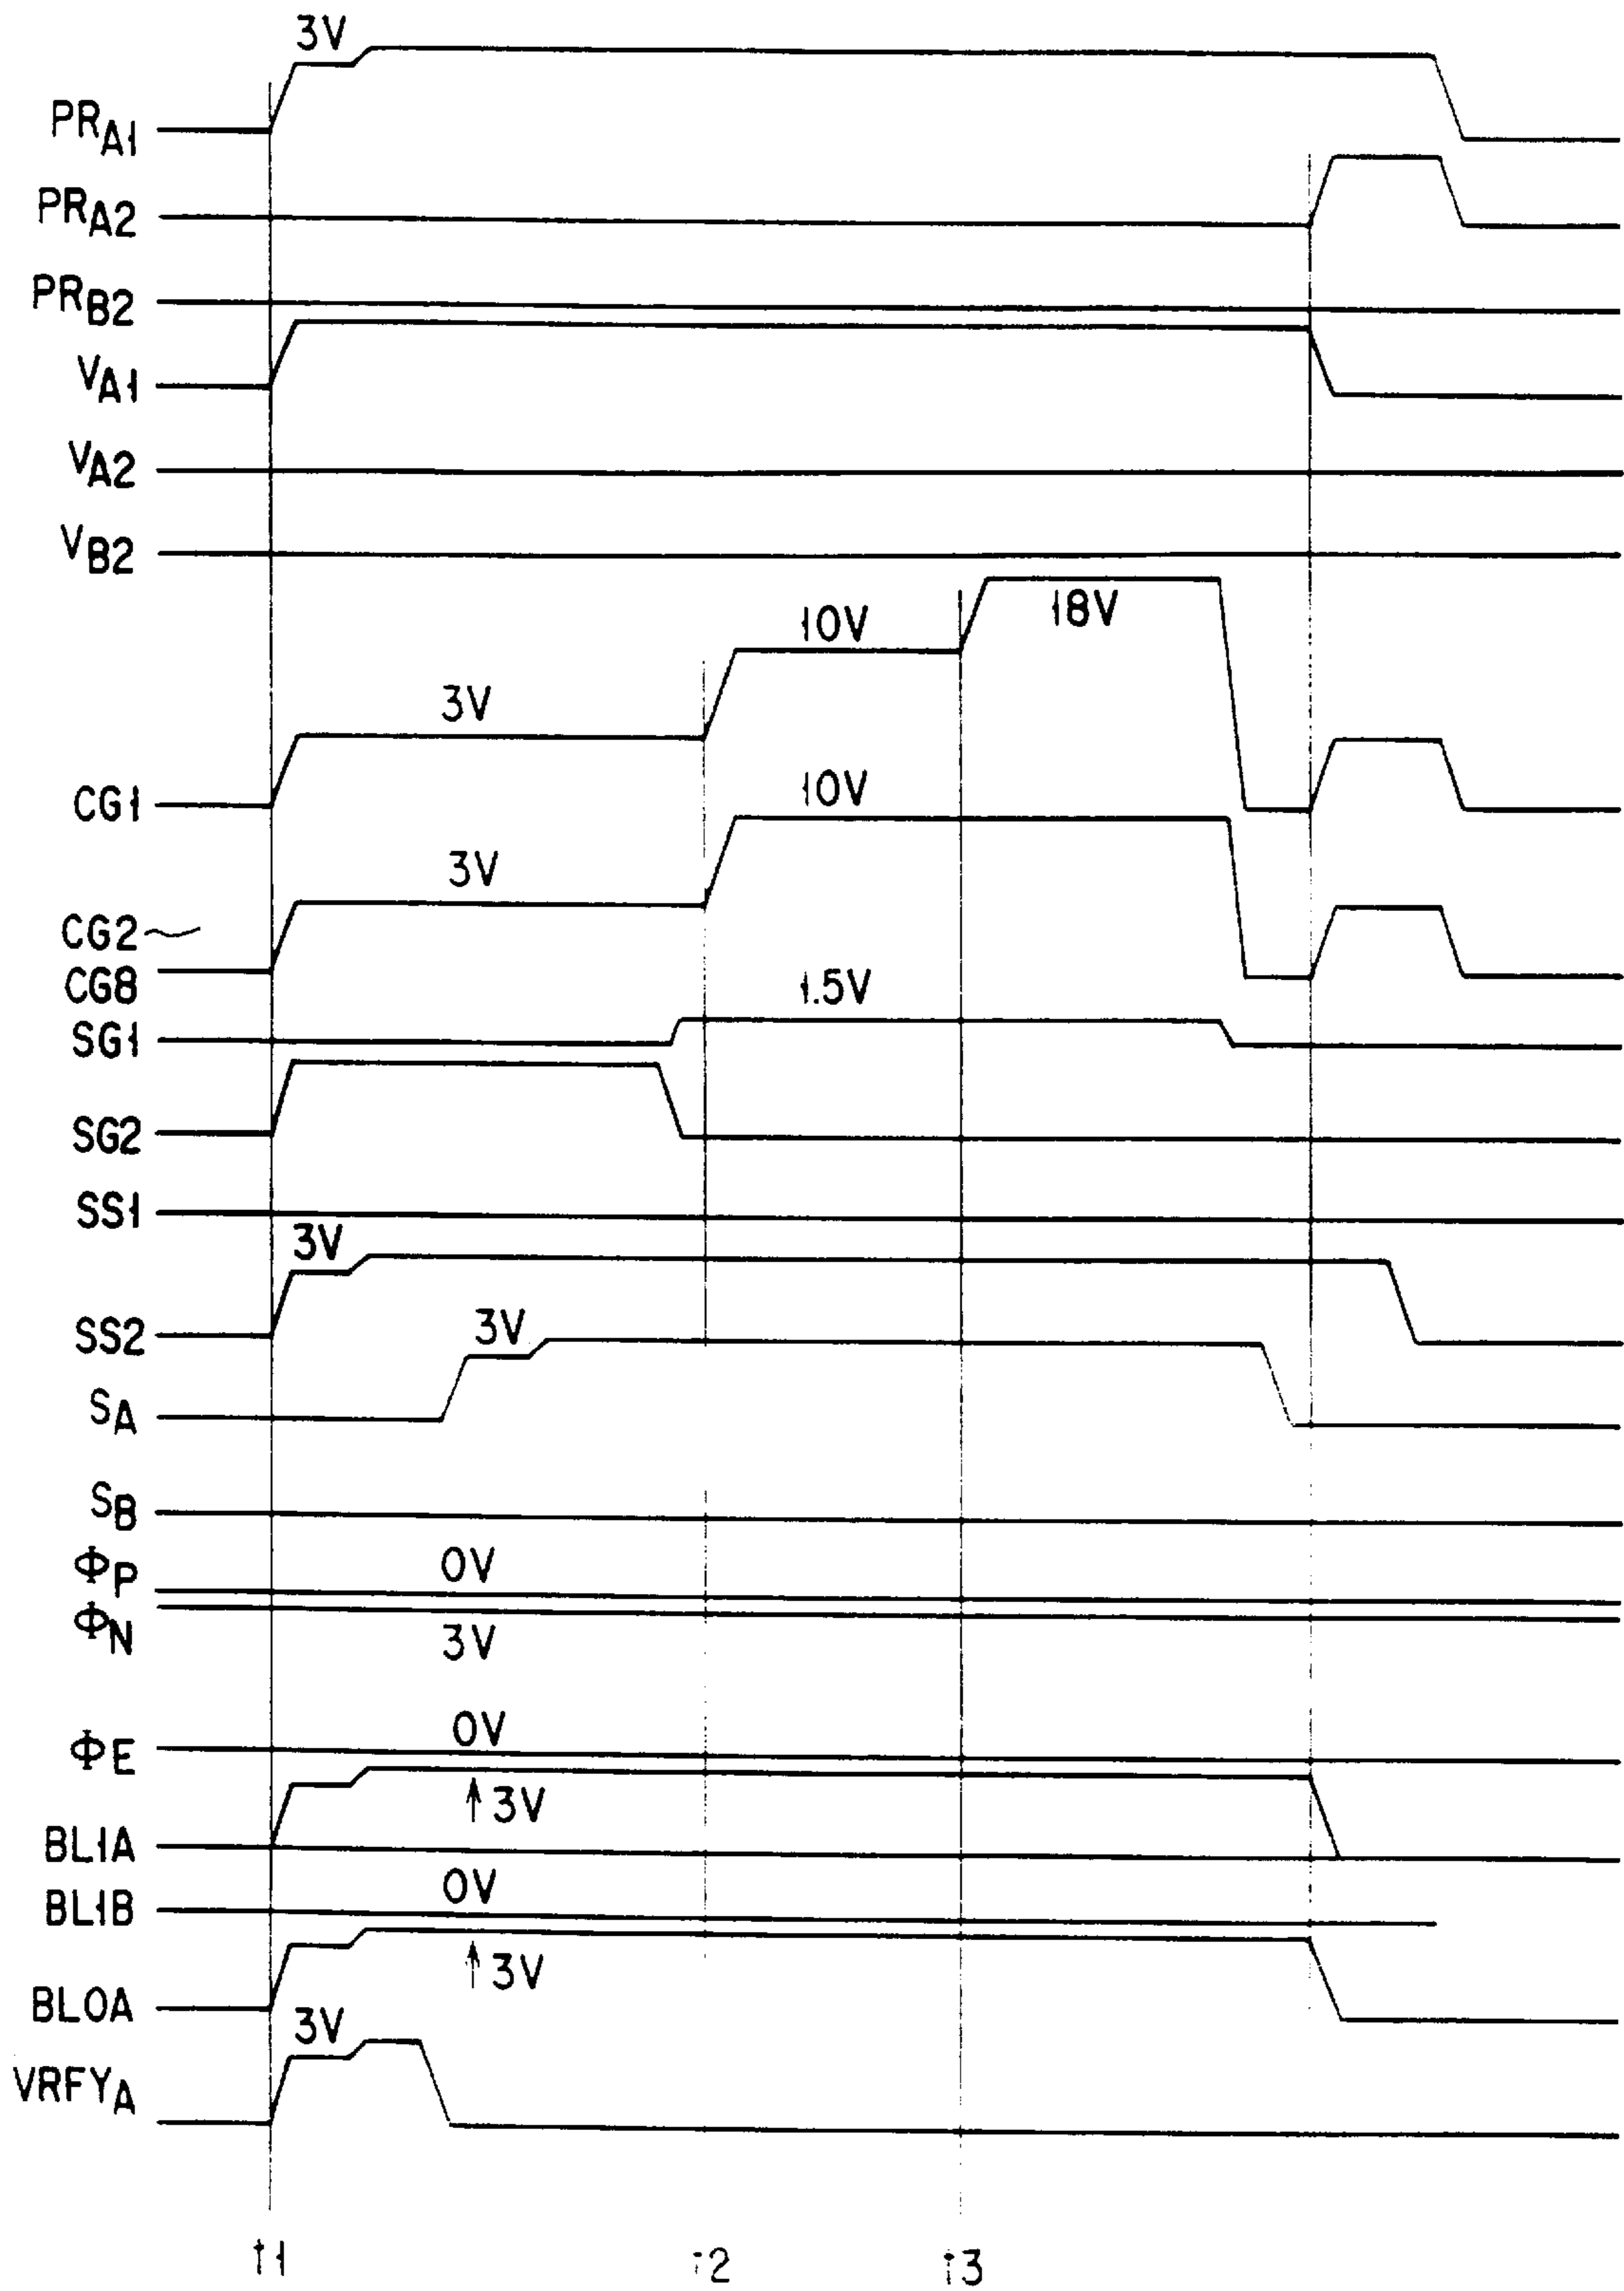 3V
PRA1
PRA2
PRB2
VA1
VA2
VB2
18V
10V
3V
CG1
10V
3V
CG2~
CG8
1.5V
SG1
SG2
SS1
3V
SS2
3V
SA
SB
ΦP
0V
ΦN
3V
ΦE
0V
↑3V
BL1A
0V
BL1B
↑3V
BL0A
3V
VRFYA
t1 t2 t3